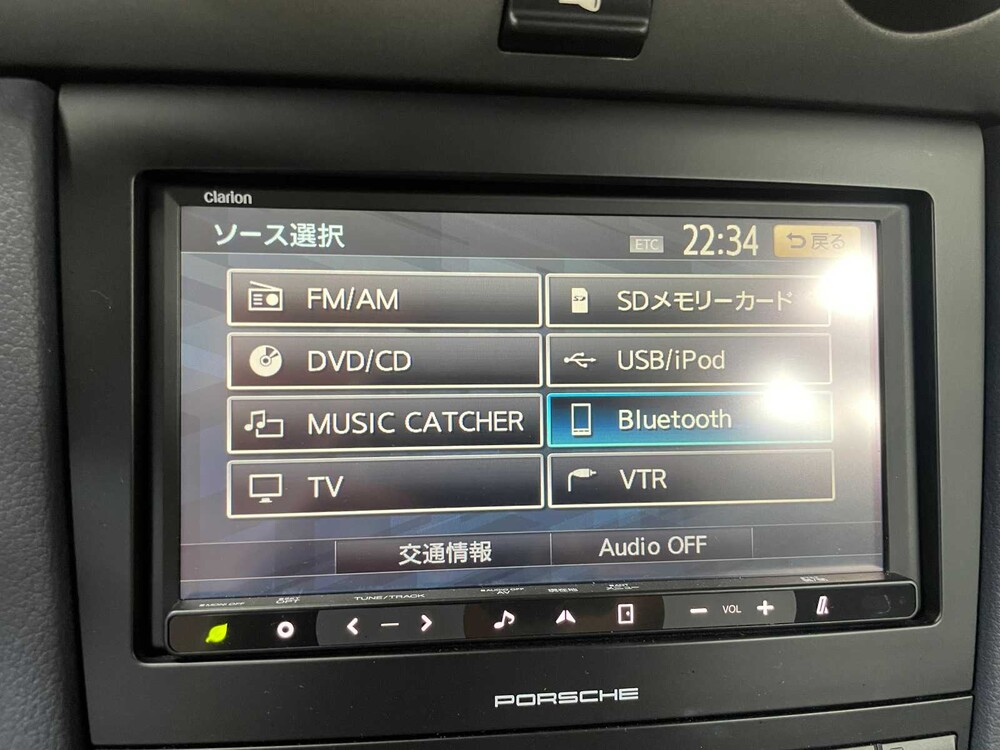 clarion
ソース選択 ETC 22:34 戻る
FM/AM SDメモリーカード
DVD/CD USB/iPod
MUSIC CATCHER Bluetooth
TV VTR
交通情報 Audio OFF
TUNE/TRACK
VOL
PORSCHE